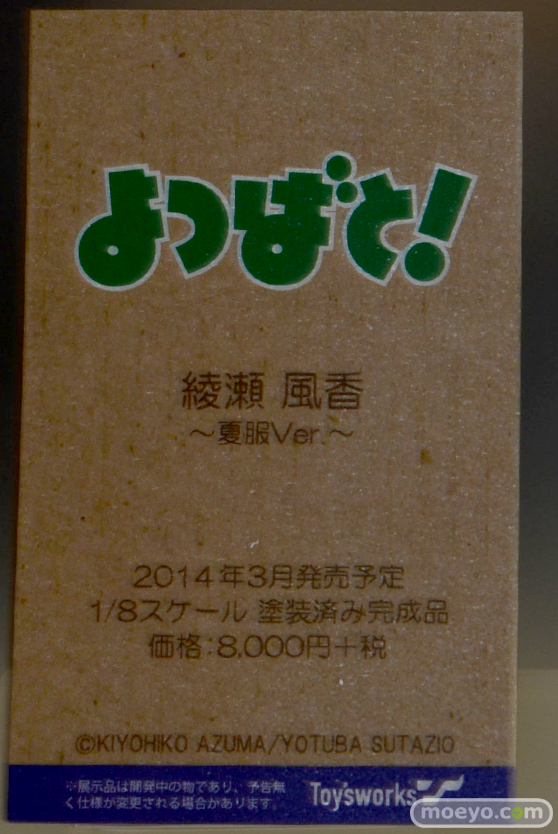 よつばと!
綾瀬 風香
～夏服Ver.～
2014年3月発売予定
1/8スケール 塗装済み完成品
価格:8,000円+税
©KIYOHIKO AZUMA/YOTUBA SUTAZIO
※展示品は開発中の物であり、予告無
く仕様が変更される場合があります。
Toy'sworks
moeyo.com